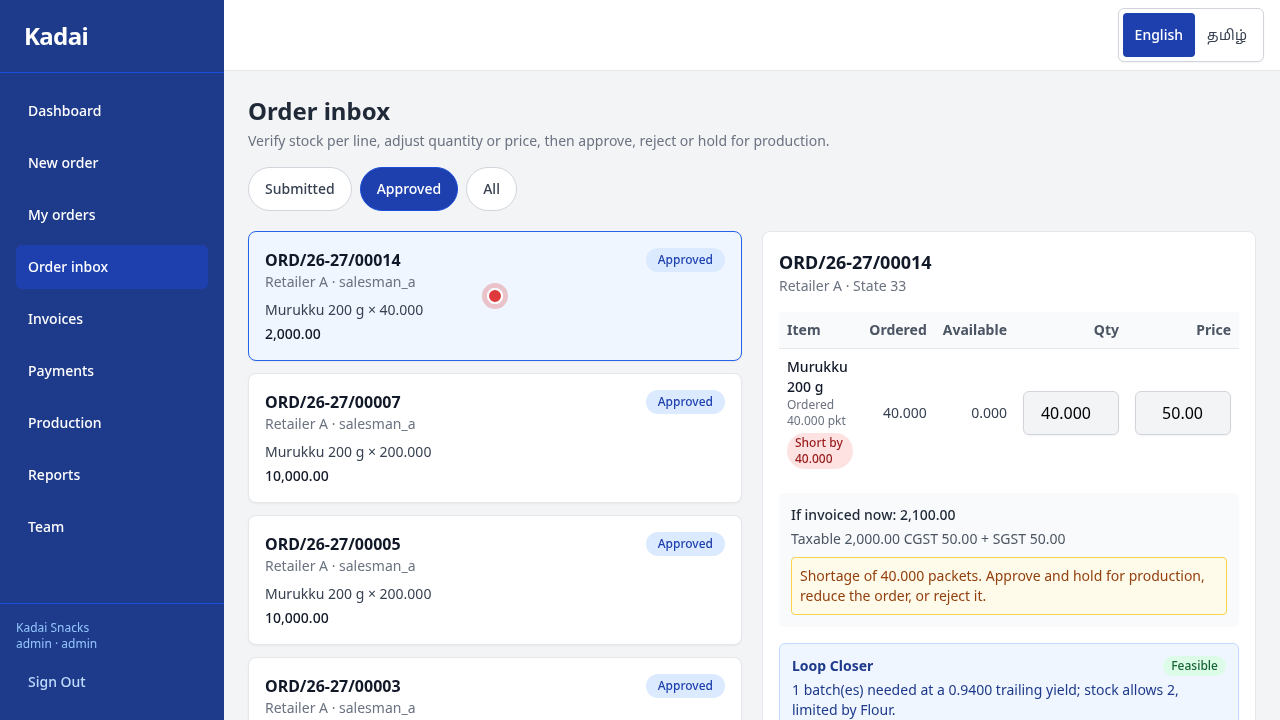 Kadai
English
தமிழ்
Dashboard
New order
My orders
Order inbox
Invoices
Payments
Production
Reports
Team
Kadai Snacks
admin · admin
Sign Out
Order inbox
Verify stock per line, adjust quantity or price, then approve, reject or hold for production.
Submitted
Approved
All
ORD/26-27/00014
Approved
Retailer A · salesman_a
Murukku 200 g × 40.000
2,000.00
ORD/26-27/00007
Approved
Retailer A · salesman_a
Murukku 200 g × 200.000
10,000.00
ORD/26-27/00005
Approved
Retailer A · salesman_a
Murukku 200 g × 200.000
10,000.00
ORD/26-27/00003
Approved
Retailer A · salesman_a
ORD/26-27/00014
Retailer A · State 33
Item Ordered Available Qty Price
Murukku
200 g
Ordered
40.000 pkt
Short by
40.000
40.000 0.000 40.000 50.00
If invoiced now: 2,100.00
Taxable 2,000.00 CGST 50.00 + SGST 50.00
Shortage of 40.000 packets. Approve and hold for production,
reduce the order, or reject it.
Loop Closer
Feasible
1 batch(es) needed at a 0.9400 trailing yield; stock allows 2,
limited by Flour.